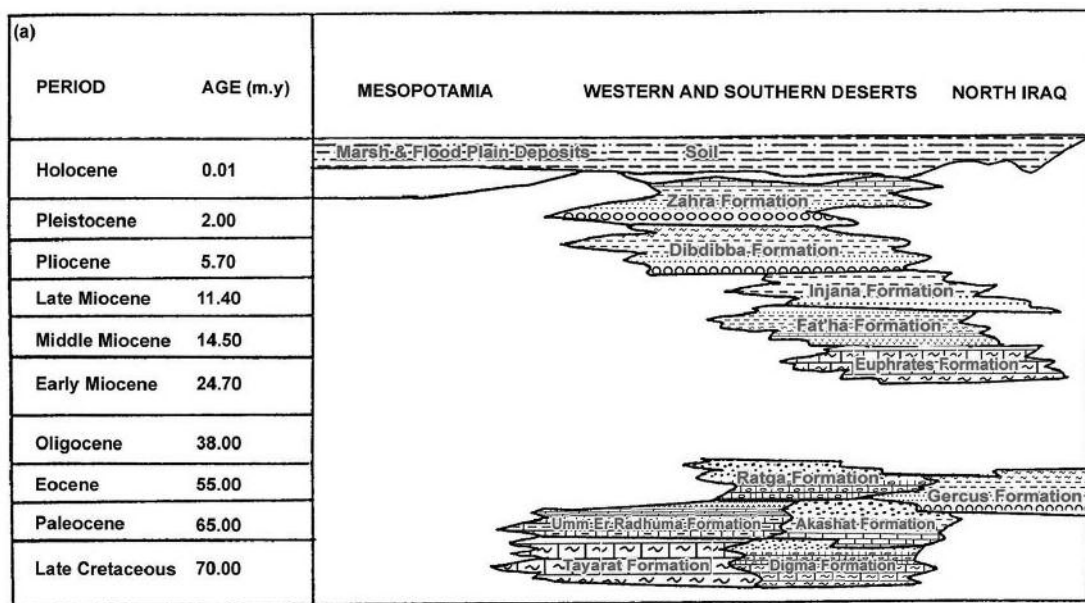 (a)
PERIOD AGE (m.y) MESOPOTAMIA WESTERN AND SOUTHERN DESERTS NORTH IRAQ
Marsh & Flood Plain Deposits Soil
Holocene 0.01
Zahra Formation
Pleistocene 2.00
Dibdibba Formation
Pliocene 5.70
Late Miocene 11.40 Injana Formation
Fat'ha Formation
Middle Miocene 14.50
Euphrates Formation
Early Miocene 24.70
Oligocene 38.00
Ratga Formation
Eocene 55.00
Gercus Formation
Paleocene 65.00 Umm Er Radhuma Formation Akashat Formation
Late Cretaceous 70.00 Tayarat Formation Digma Formation